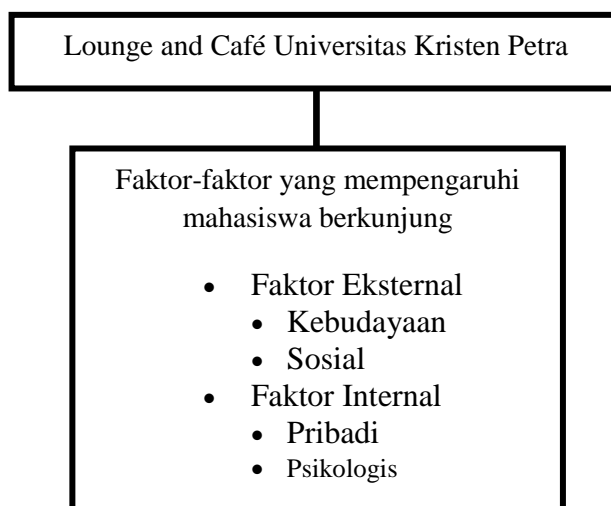 Lounge and Café Universitas Kristen Petra
Faktor-faktor yang mempengaruhi
mahasiswa berkunjung
• Faktor Eksternal
• Kebudayaan
• Sosial
• Faktor Internal
• Pribadi
• Psikologis